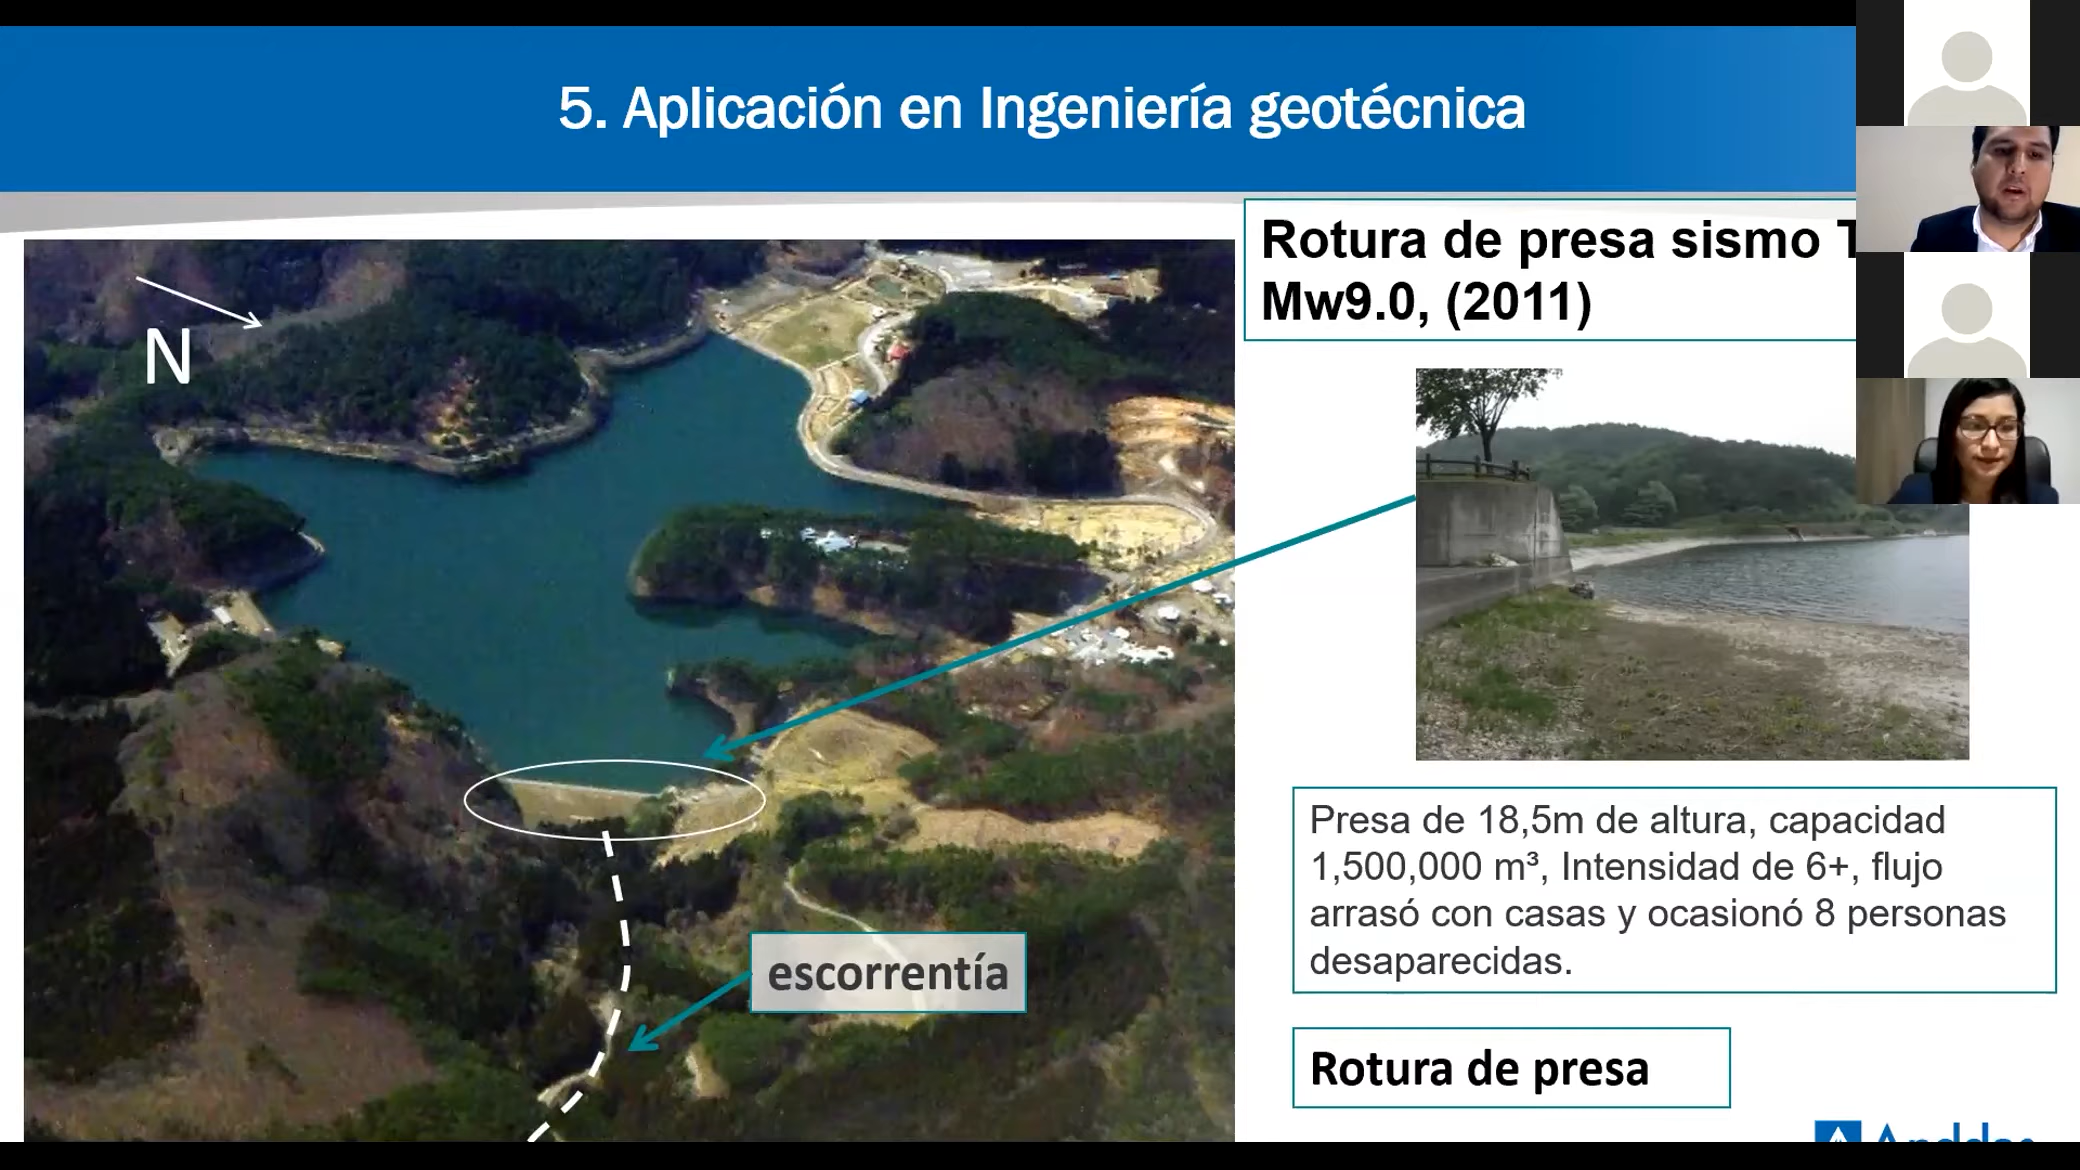 5. Aplicación en Ingeniería geotécnica
Rotura de presa sismo
Mw9.0, (2011)
N
Presa de 18,5m de altura, capacidad
1,500,000 m³, Intensidad de 6+, flujo
arrasó con casas y ocasionó 8 personas
desaparecidas.
escorrentía
Rotura de presa